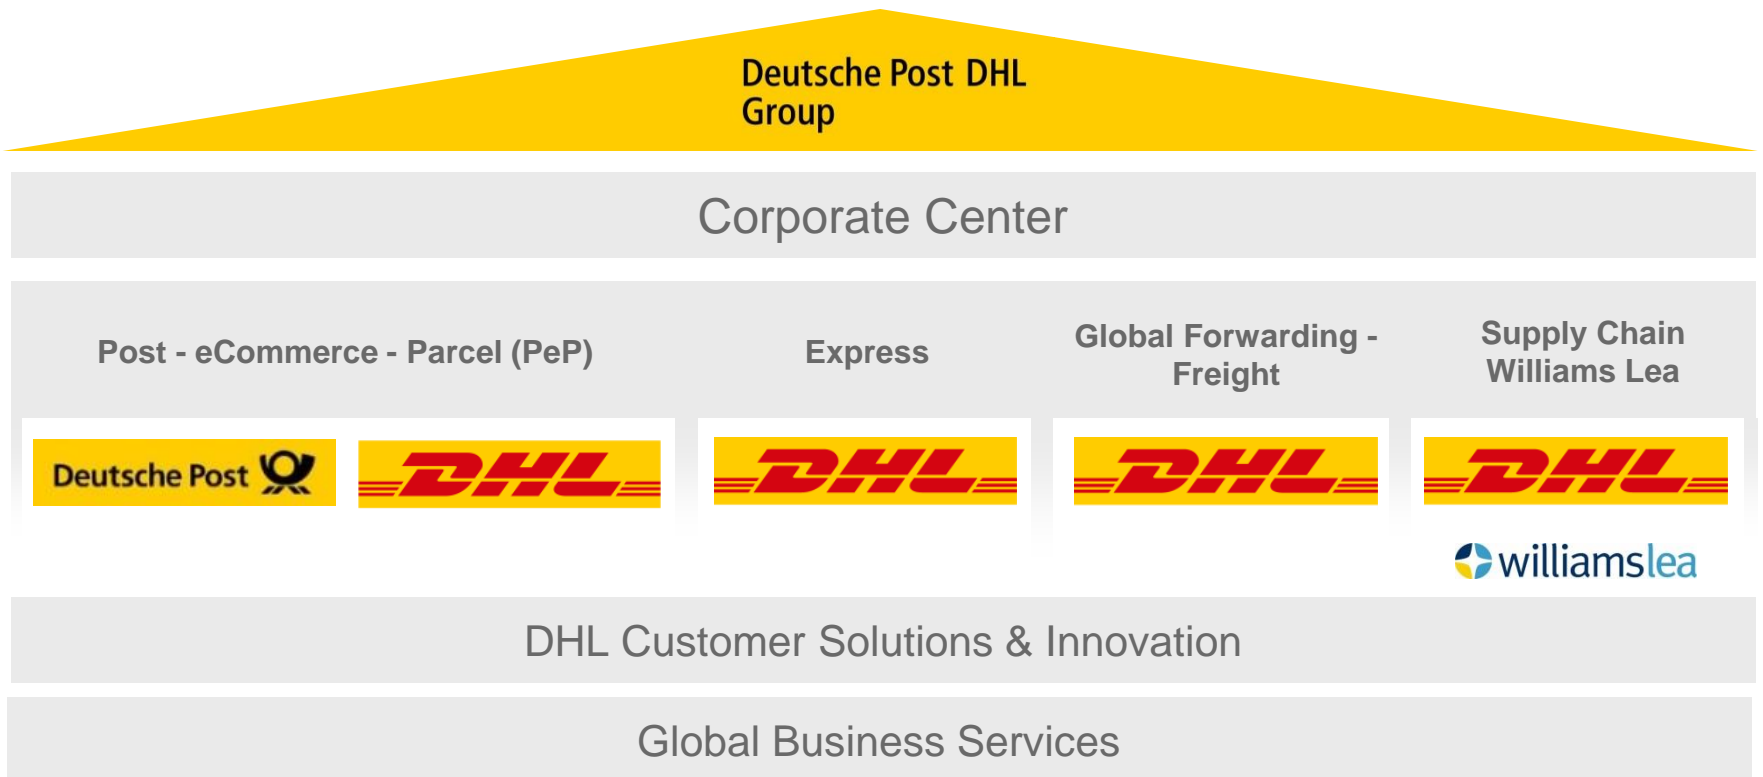 Deutsche Post DHL
Group
Corporate Center
Post - eCommerce - Parcel (PeP)
Express
Global Forwarding -
Freight
Supply Chain
Williams Lea
Deutsche Post
DHL
DHL
DHL
DHL
williamslea
DHL Customer Solutions & Innovation
Global Business Services